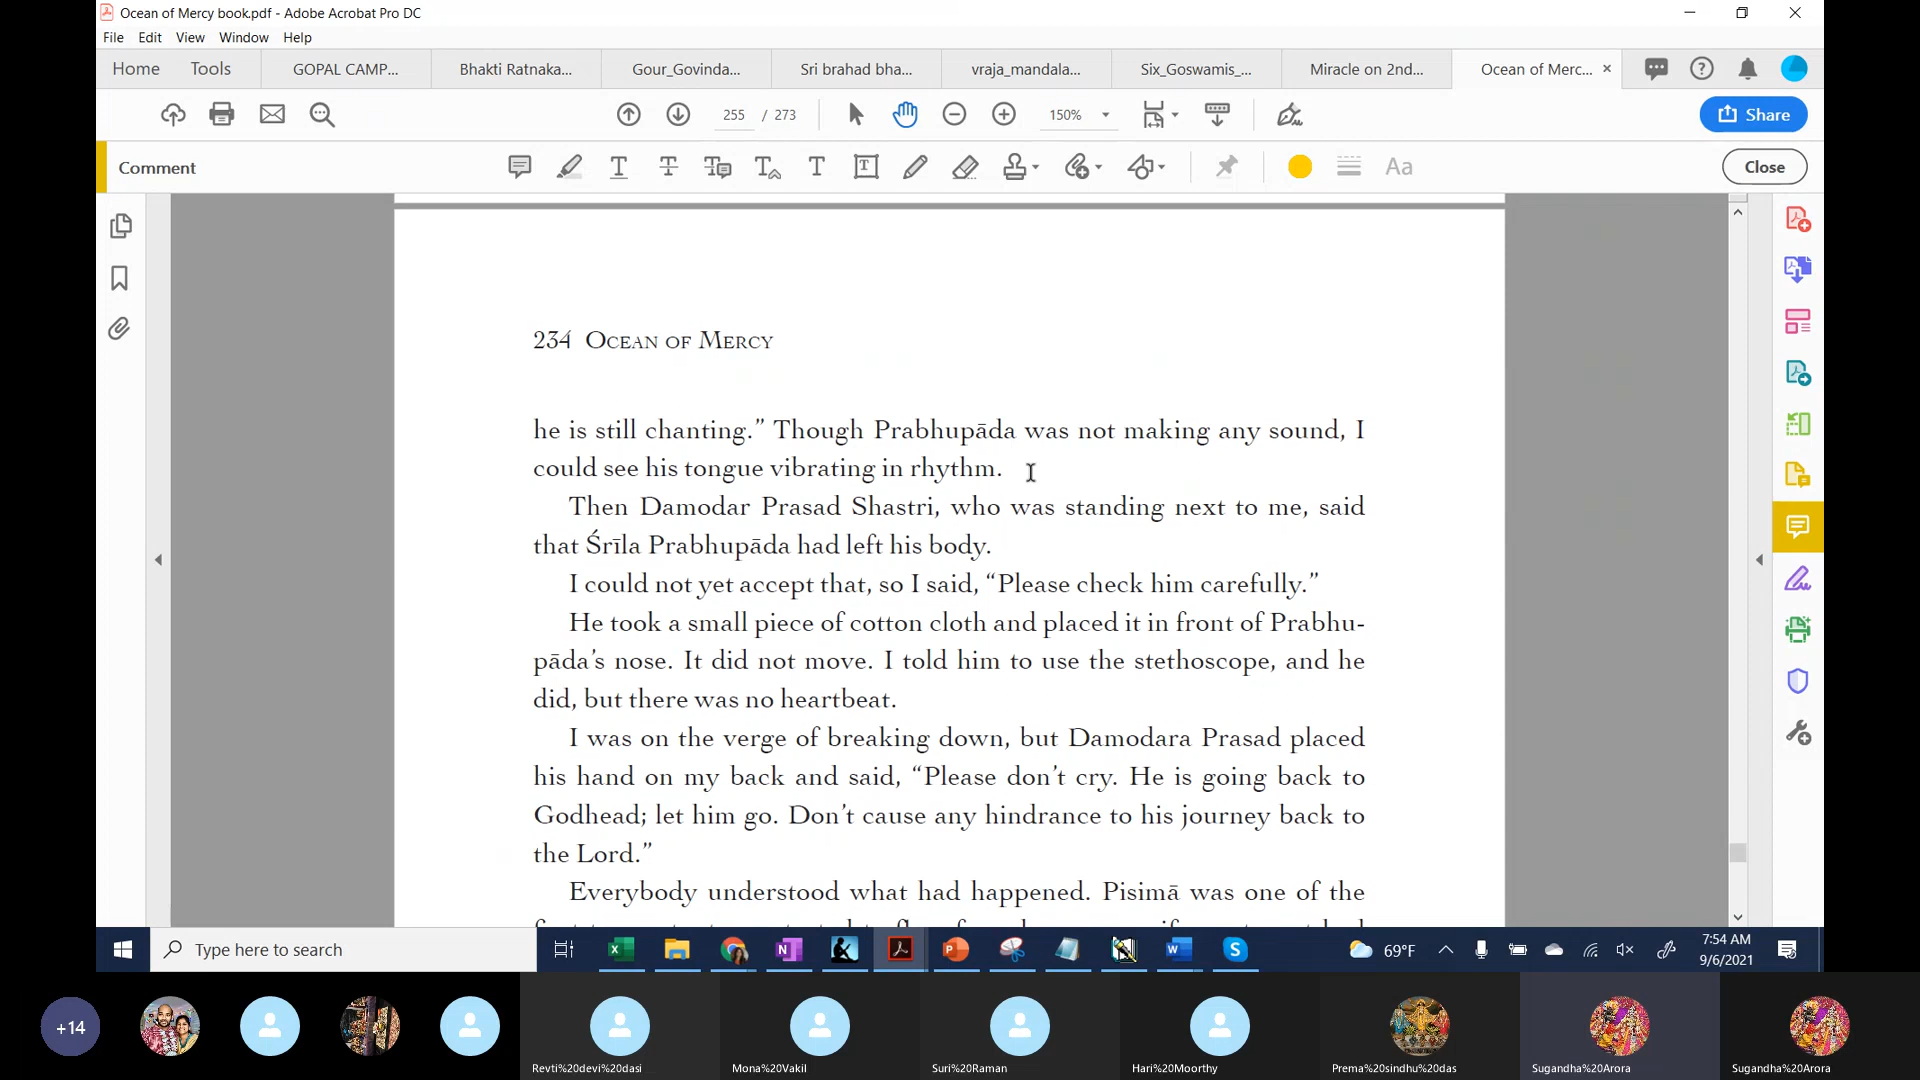 Ocean of Mercy book.pdf - Adobe Acrobat Pro DC
File Edit View Window Help
Home Tools GOPAL CAMP... Bhakti Ratnaka... Gour_Govinda... Sri brahad bha... vraja_mandala... Six_Goswamis_... Miracle on 2nd... Ocean of Merc... ×
255 / 273 150% Share
Comment Aa Close
234 OCEAN OF MERCY
he is still chanting.” Though Prabhupāda was not making any sound, I
could see his tongue vibrating in rhythm.
Then Damodar Prasad Shastri, who was standing next to me, said
that Śrīla Prabhupāda had left his body.
I could not yet accept that, so I said, “Please check him carefully.”
He took a small piece of cotton cloth and placed it in front of Prabhu-
pāda’s nose. It did not move. I told him to use the stethoscope, and he
did, but there was no heartbeat.
I was on the verge of breaking down, but Damodara Prasad placed
his hand on my back and said, “Please don’t cry. He is going back to
Godhead; let him go. Don’t cause any hindrance to his journey back to
the Lord.”
Everybody understood what had happened. Pisimā was one of the
Type here to search 69°F 7:54 AM
9/6/2021
+14
Revti%20devi%20dasi Mona%20Vakil Suri%20Raman Hari%20Moorthy Prema%20sindhu%20das Sugandha%20Arora Sugandha%20Arora